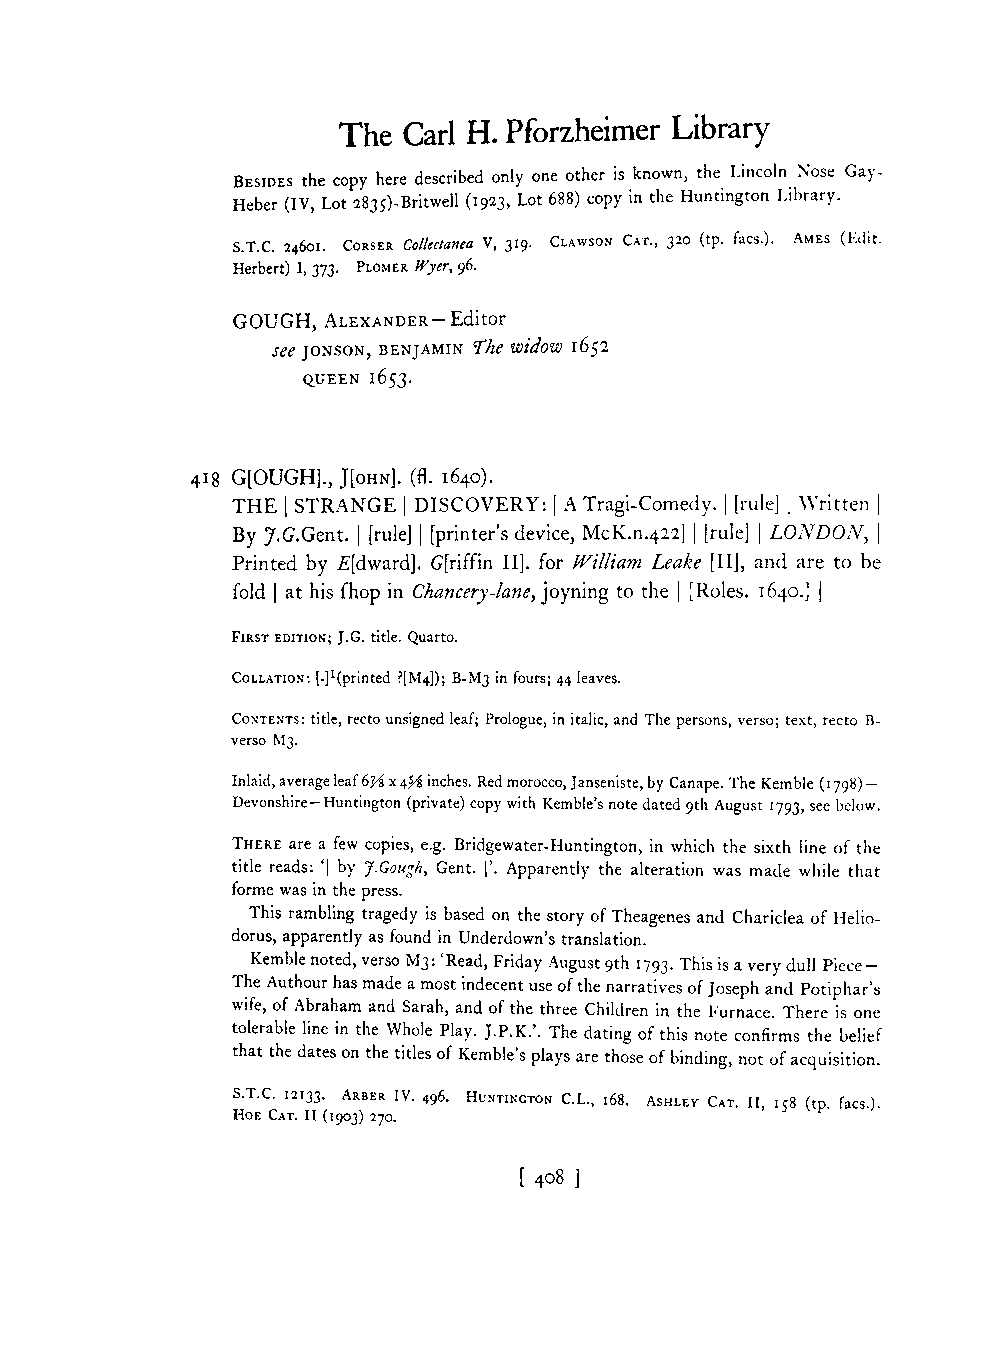 The Carl H. Pforzheimer Library
BESIDES the copy here described only one other is known, the Lincoln Nose Gay-
Heber (IV, Lot 2835)-Britwell (1923, Lot 688) copy in the Huntington Library.
S.T.C. 24601. CORSER Collectanea V, 319. CLAWSON CAT., 320 (tp. facs.). AMES (Edit.
Herbert) I, 373. PLOMER Wyer, 96.
GOUGH, ALEXANDER—Editor
see JONSON, BENJAMIN The widow 1652
QUEEN 1653.
418 G[OUGH]., J[OHN]. (fl. 1640).
THE | STRANGE | DISCOVERY: | A Tragi-Comedy. | [rule] . Written |
By J.G.Gent. | [rule] | [printer's device, McK.n.422] | [rule] | LONDON, |
Printed by E[dward]. G[riffin II]. for William Leake [II], and are to be
ſold | at his ſhop in Chancery-lane, joyning to the | [Roles. 1640.] |
FIRST EDITION; J.G. title. Quarto.
COLLATION: [-]¹(printed ?[M4]); B-M3 in fours; 44 leaves.
CONTENTS: title, recto unsigned leaf; Prologue, in italic, and The persons, verso; text, recto B-
verso M3.
Inlaid, average leaf 6⅞ x 4⅝ inches. Red morocco, Janseniste, by Canape. The Kemble (1798)—
Devonshire—Huntington (private) copy with Kemble's note dated 9th August 1793, see below.
THERE are a few copies, e.g. Bridgewater-Huntington, in which the sixth line of the
title reads: '| by J.Gough, Gent. |'. Apparently the alteration was made while that
forme was in the press.
This rambling tragedy is based on the story of Theagenes and Chariclea of Helio-
dorus, apparently as found in Underdown's translation.
Kemble noted, verso M3: 'Read, Friday August 9th 1793. This is a very dull Piece—
The Authour has made a most indecent use of the narratives of Joseph and Potiphar's
wife, of Abraham and Sarah, and of the three Children in the Furnace. There is one
tolerable line in the Whole Play. J.P.K.'. The dating of this note confirms the belief
that the dates on the titles of Kemble's plays are those of binding, not of acquisition.
S.T.C. 12133. ARBER IV. 496. HUNTINGTON C.L., 168. ASHLEY CAT. II, 158 (tp. facs.).
HOE CAT. II (1903) 270.
[ 408 ]